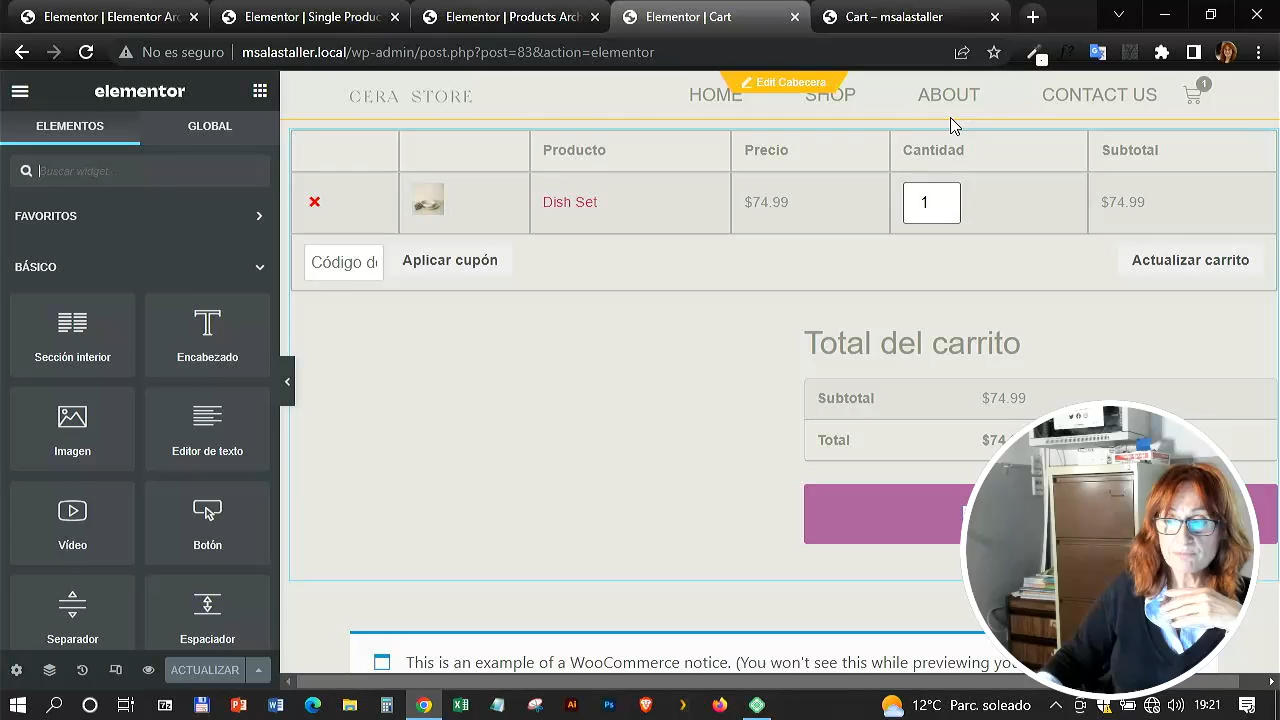 Elementor | Elementor Arc
Elementor | Single Produc
Elementor | Products Arch
Elementor | Cart
Cart – msalastaller
No es seguro
msalastaller.local/wp-admin/post.php?post=83&action=elementor
elementor
ELEMENTOS
GLOBAL
Buscar widget...
FAVORITOS
BÁSICO
Sección interior
Encabezado
Imagen
Editor de texto
Vídeo
Botón
Separador
Espaciador
ACTUALIZAR
Edit Cabecera
CERA STORE
HOME
SHOP
ABOUT
CONTACT US
1
Producto
Precio
Cantidad
Subtotal
Dish Set
$74.99
1
$74.99
Código de
Aplicar cupón
Actualizar carrito
Total del carrito
Subtotal
$74.99
Total
$74.
This is an example of a WooCommerce notice. (You won't see this while previewing you
12°C Parc. soleado
19:21